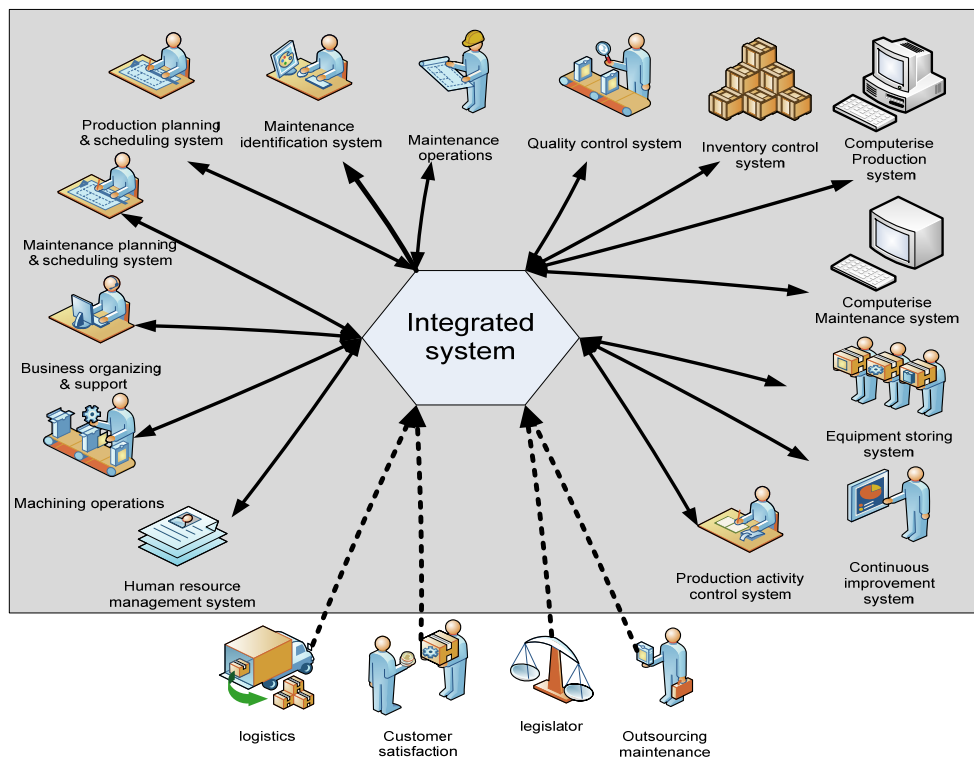 Production planning
& scheduling system
Maintenance
identification system
Maintenance
operations
Quality control system
Inventory control
system
Computerise
Production
system
Maintenance planning
& scheduling system
Integrated
system
Computerise
Maintenance system
Business organizing
& support
Equipment storing
system
Machining operations
Human resource
management system
Production activity
control system
Continuous
improvement
system
logistics
Customer
satisfaction
legislator
Outsourcing
maintenance